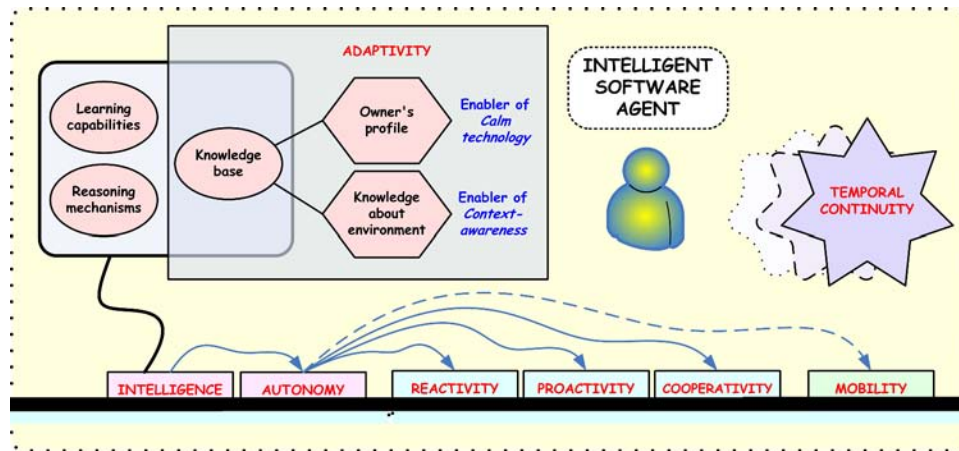 ADAPTIVITY
Learning
capabilities
Reasoning
mechanisms
Knowledge
base
Owner's
profile
Knowledge
about
environment
Enabler of
Calm
technology
Enabler of
Context-
awareness
INTELLIGENT
SOFTWARE
AGENT
TEMPORAL
CONTINUITY
INTELLIGENCE
AUTONOMY
REACTIVITY
PROACTIVITY
COOPERATIVITY
MOBILITY